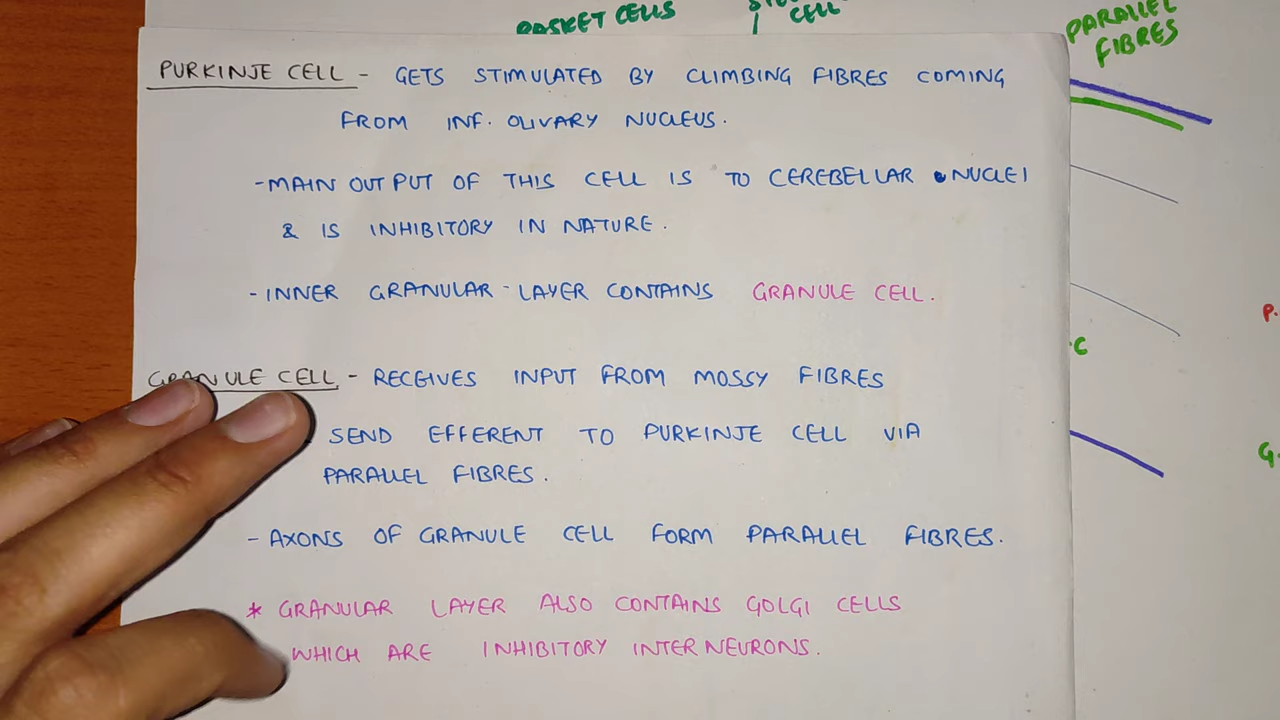 BASKET CELLS
CELL
PARALLEL
FIBRES
PURKINJE CELL - GETS STIMULATED BY CLIMBING FIBRES COMING
FROM INF. OLIVARY NUCLEUS.
- MAIN OUTPUT OF THIS CELL IS TO CEREBELLAR NUCLEI
& IS INHIBITORY IN NATURE.
- INNER GRANULAR-LAYER CONTAINS GRANULE CELL.
P.
C
GRANULE CELL - RECEIVES INPUT FROM MOSSY FIBRES
SEND EFFERENT TO PURKINJE CELL VIA
PARALLEL FIBRES.
G.
- AXONS OF GRANULE CELL FORM PARALLEL FIBRES.
* GRANULAR LAYER ALSO CONTAINS GOLGI CELLS
WHICH ARE INHIBITORY INTERNEURONS.